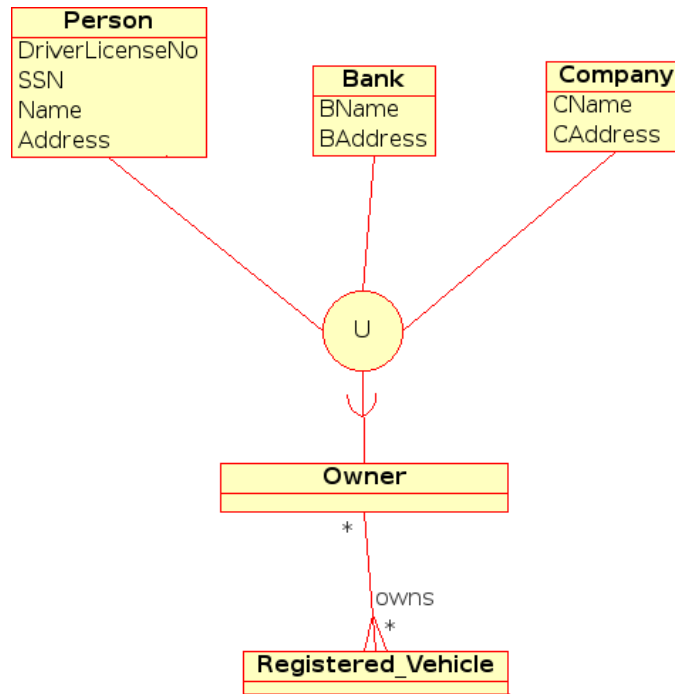 Person
DriverLicenseNo
SSN
Name
Address
Bank
BName
BAddress
Company
CName
CAddress
U
Owner
*
owns
*
Registered_Vehicle